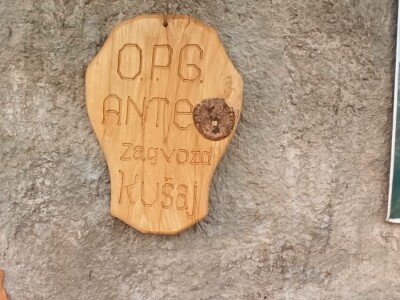 O.P.G.
ANTE
Zagvozd
Kušaj